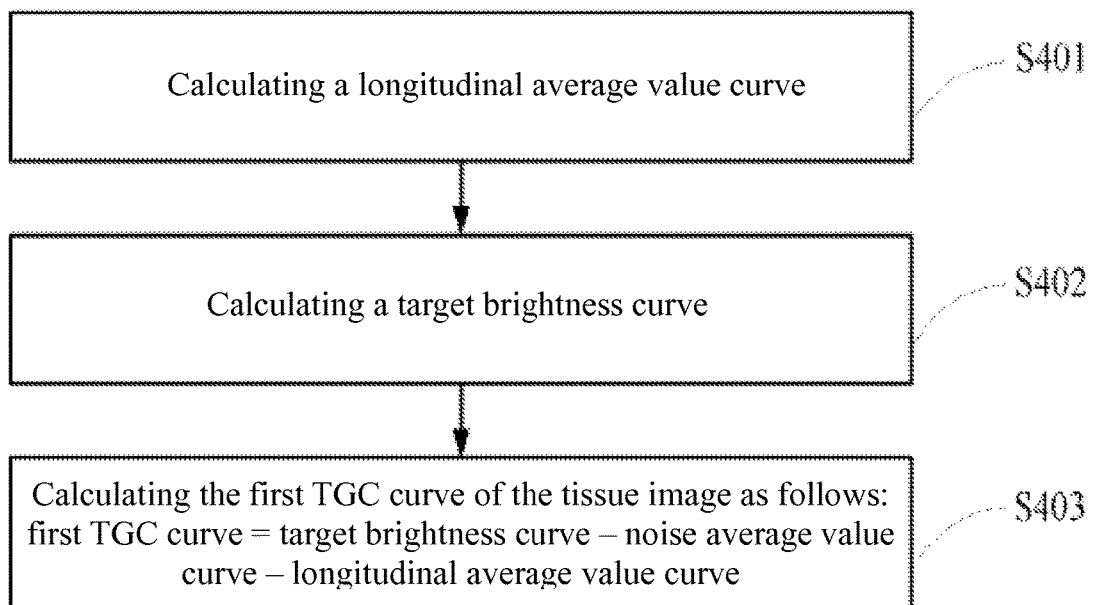 Calculating a longitudinal average value curve
S401
Calculating a target brightness curve
S402
Calculating the first TGC curve of the tissue image as follows:
first TGC curve = target brightness curve – noise average value
curve – longitudinal average value curve
S403